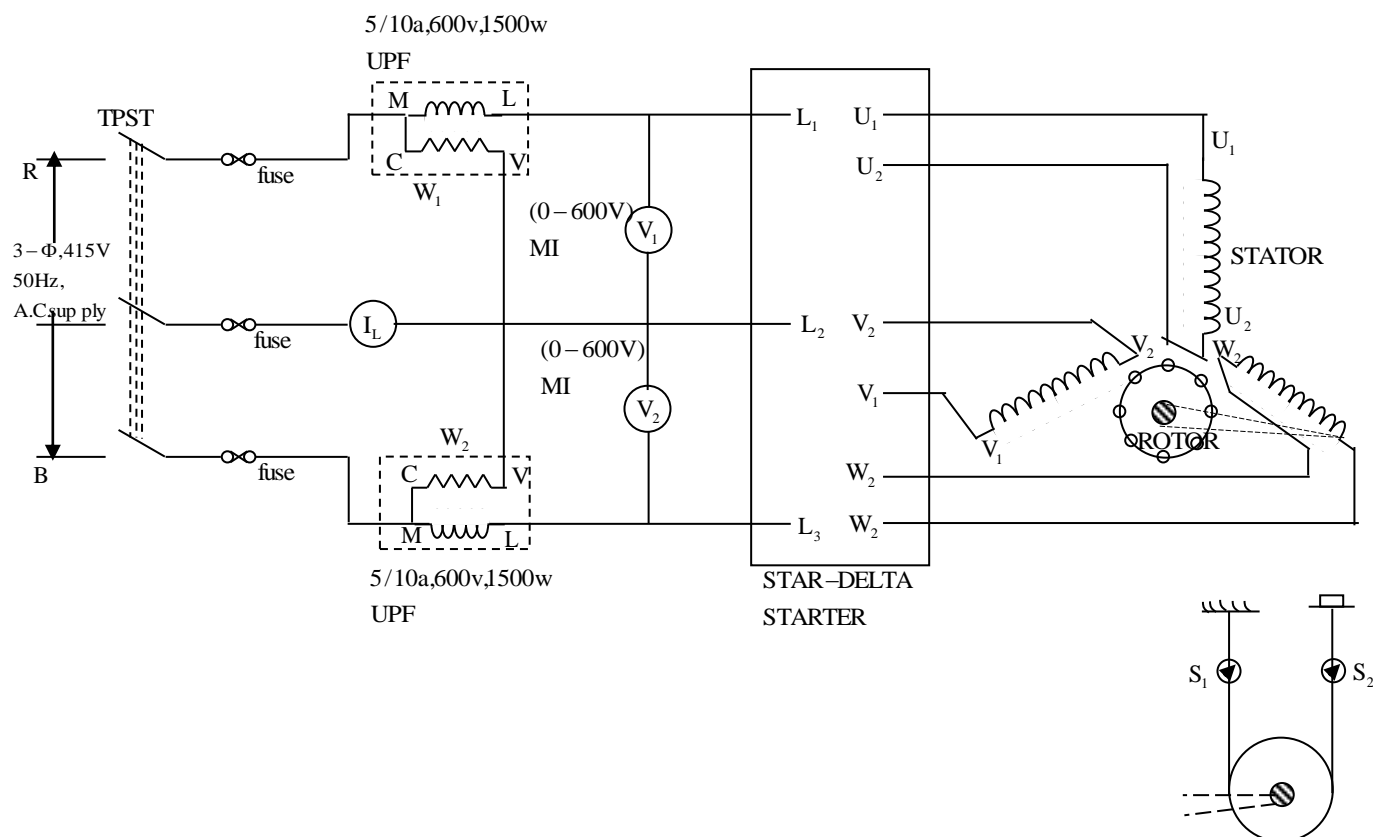 5/10a,600v,1500w
UPF
M
L
TPST
L₁
U₁
U₁
C
V
U₂
R
fuse
W₁
(0–600V)
V₁
MI
3–Φ,415V
50Hz,
A.C.sup ply
STATOR
I_L
L₂
V₂
U₂
fuse
V₂
W₂
(0–600V)
MI
V₁
V₂
ROTOR
V₁
W₂
B
fuse
C
V
W₂
M
L
L₃
W₂
5/10a,600v,1500w
UPF
STAR–DELTA
STARTER
S₁
S₂